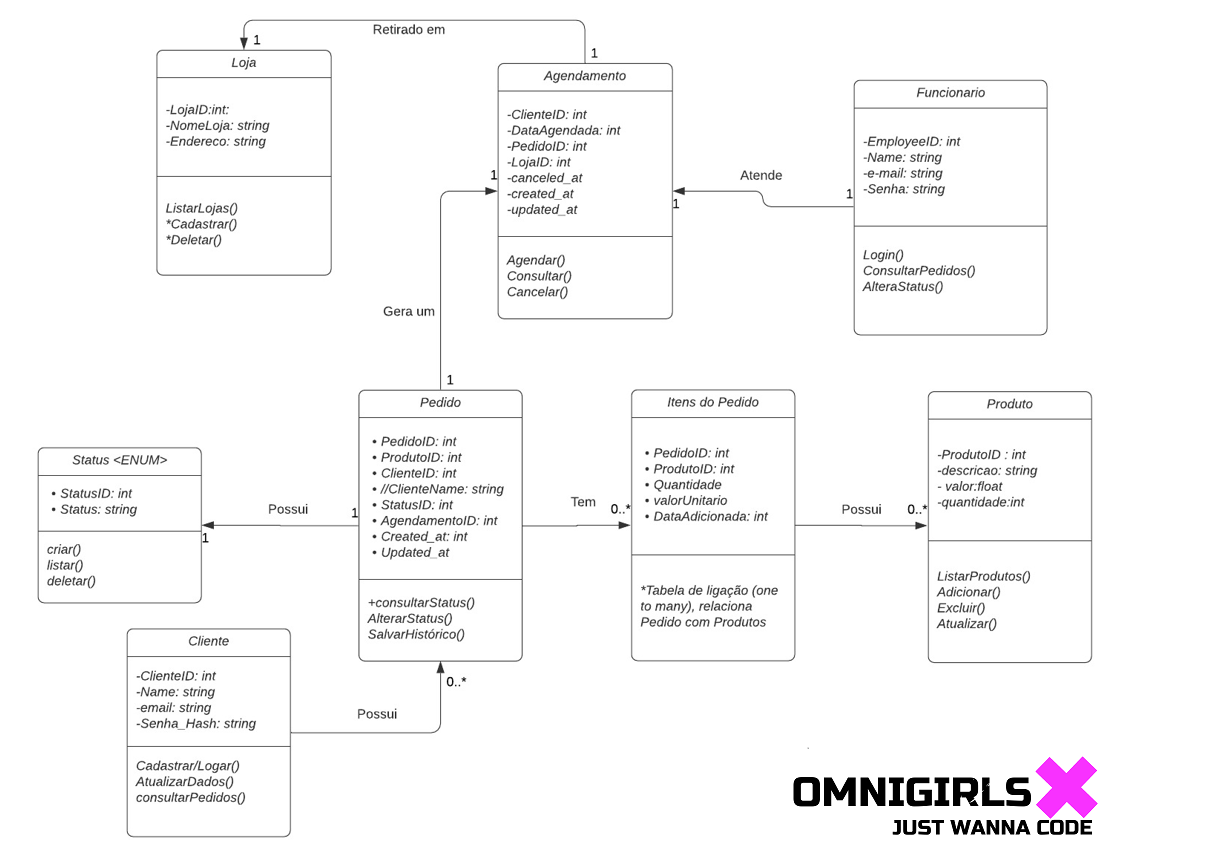 Retirado em
1
1
Loja
-LojaID:int:
-NomeLoja: string
-Endereco: string
ListarLojas()
*Cadastrar()
*Deletar()
Agendamento
-ClienteID: int
-DataAgendada: int
-PedidoID: int
-LojaID: int
-canceled_at
-created_at
-updated_at
Agendar()
Consultar()
Cancelar()
1
1
Atende
1
Funcionario
-EmployeeID: int
-Name: string
-e-mail: string
-Senha: string
Login()
ConsultarPedidos()
AlteraStatus()
Gera um
1
Pedido
• PedidoID: int
• ProdutoID: int
• ClienteID: int
• //ClienteName: string
• StatusID: int
• AgendamentoID: int
• Created_at: int
• Updated_at
+consultarStatus()
AlterarStatus()
SalvarHistórico()
Tem
0..*
Itens do Pedido
• PedidoID: int
• ProdutoID: int
• Quantidade
• valorUnitario
• DataAdicionada: int
*Tabela de ligação (one
to many), relaciona
Pedido com Produtos
Possui
0..*
Produto
-ProdutoID : int
-descricao: string
- valor:float
-quantidade:int
ListarProdutos()
Adicionar()
Excluir()
Atualizar()
Status <ENUM>
• StatusID: int
• Status: string
criar()
listar()
deletar()
Possui
1
1
Cliente
-ClienteID: int
-Name: string
-email: string
-Senha_Hash: string
Cadastrar/Logar()
AtualizarDados()
consultarPedidos()
Possui
0..*
OMNIGIRLS
JUST WANNA CODE